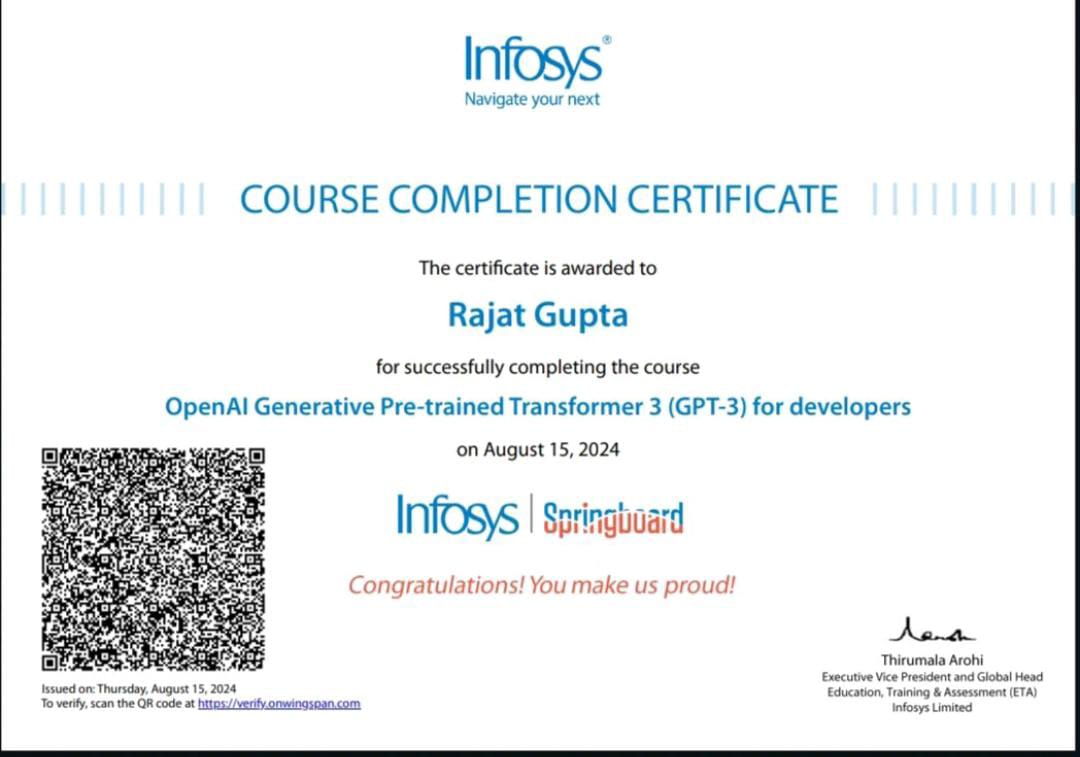 Infosys®
Navigate your next
COURSE COMPLETION CERTIFICATE
The certificate is awarded to
Rajat Gupta
for successfully completing the course
OpenAI Generative Pre-trained Transformer 3 (GPT-3) for developers
on August 15, 2024
Infosys | Springboard
Congratulations! You make us proud!
Thirumala Arohi
Executive Vice President and Global Head
Education, Training & Assessment (ETA)
Infosys Limited
Issued on: Thursday, August 15, 2024
To verify, scan the QR code at https://verify.onwingspan.com